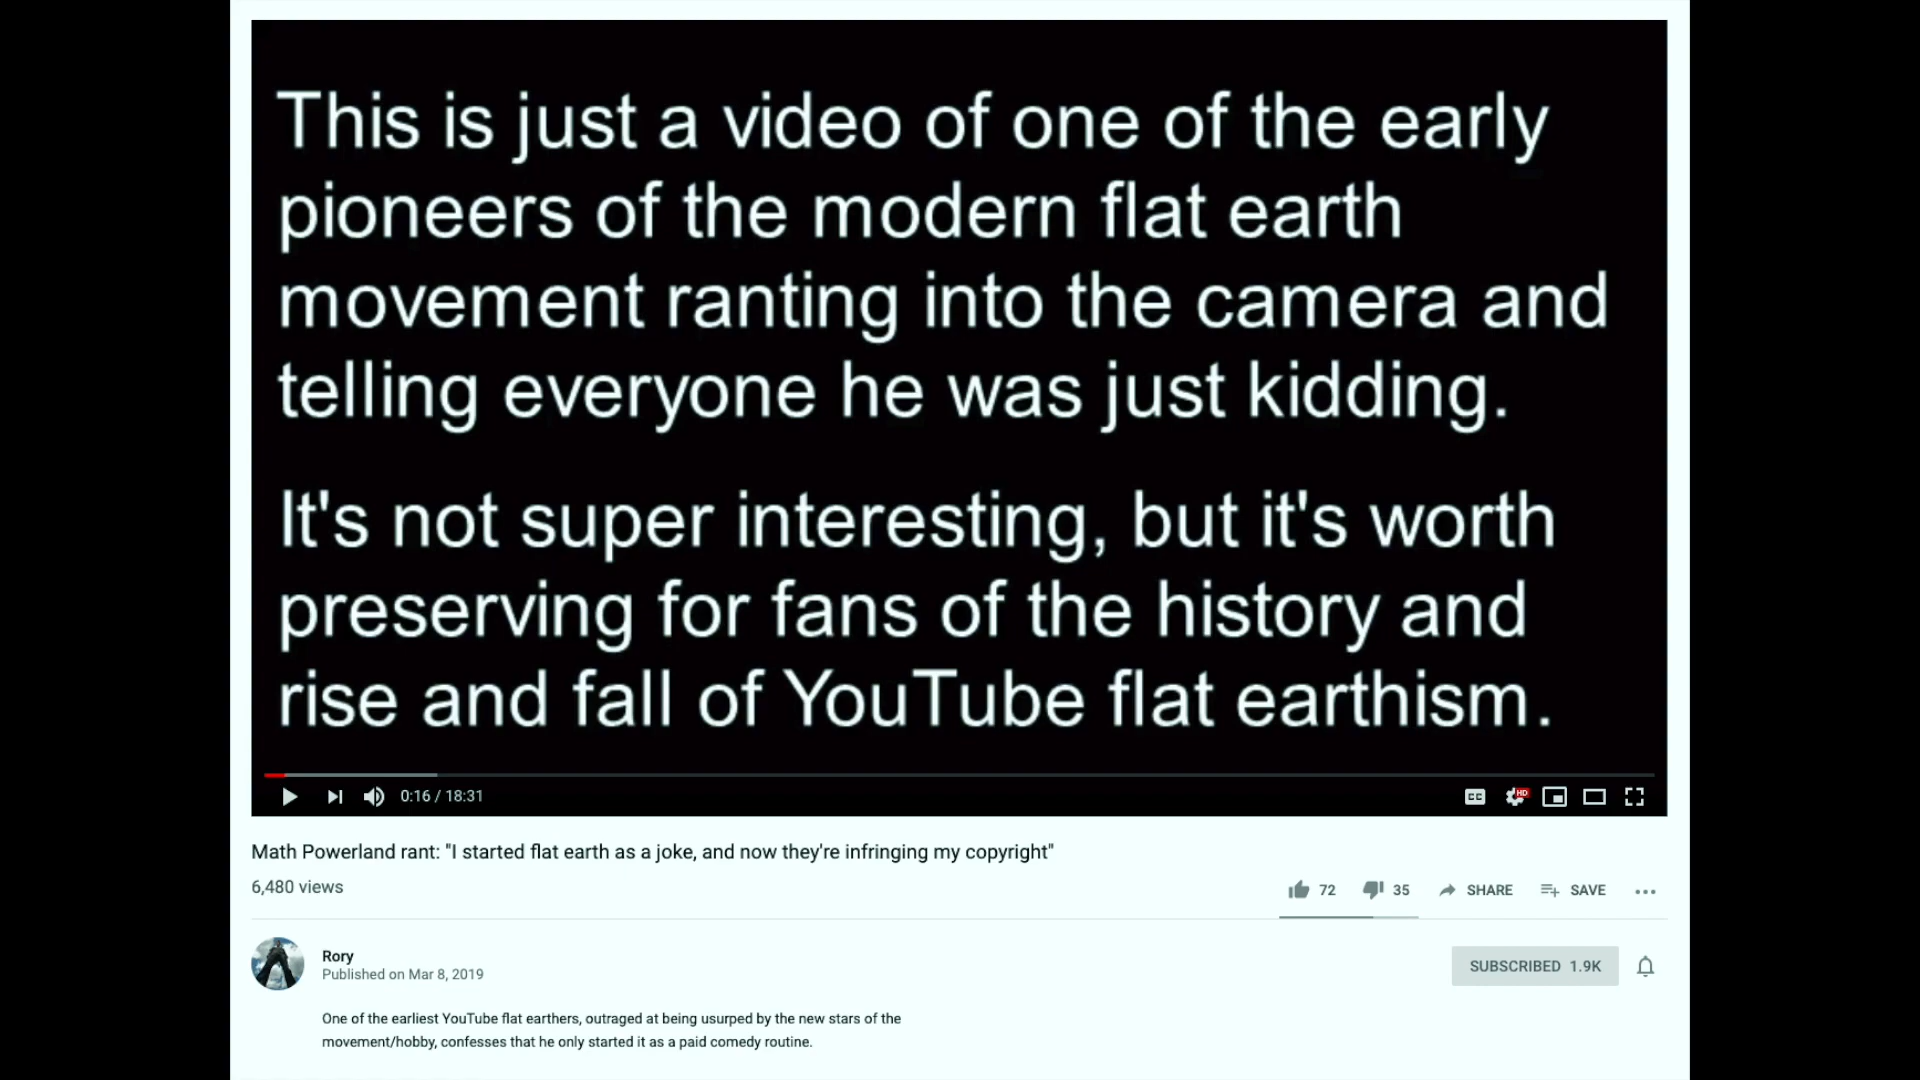 This is just a video of one of the early
pioneers of the modern flat earth
movement ranting into the camera and
telling everyone he was just kidding.
It's not super interesting, but it's worth
preserving for fans of the history and
rise and fall of YouTube flat earthism.
0:16 / 18:31
CC
HD
Math Powerland rant: "I started flat earth as a joke, and now they're infringing my copyright"
6,480 views
72
35
SHARE
SAVE
Rory
Published on Mar 8, 2019
SUBSCRIBED 1.9K
One of the earliest YouTube flat earthers, outraged at being usurped by the new stars of the
movement/hobby, confesses that he only started it as a paid comedy routine.